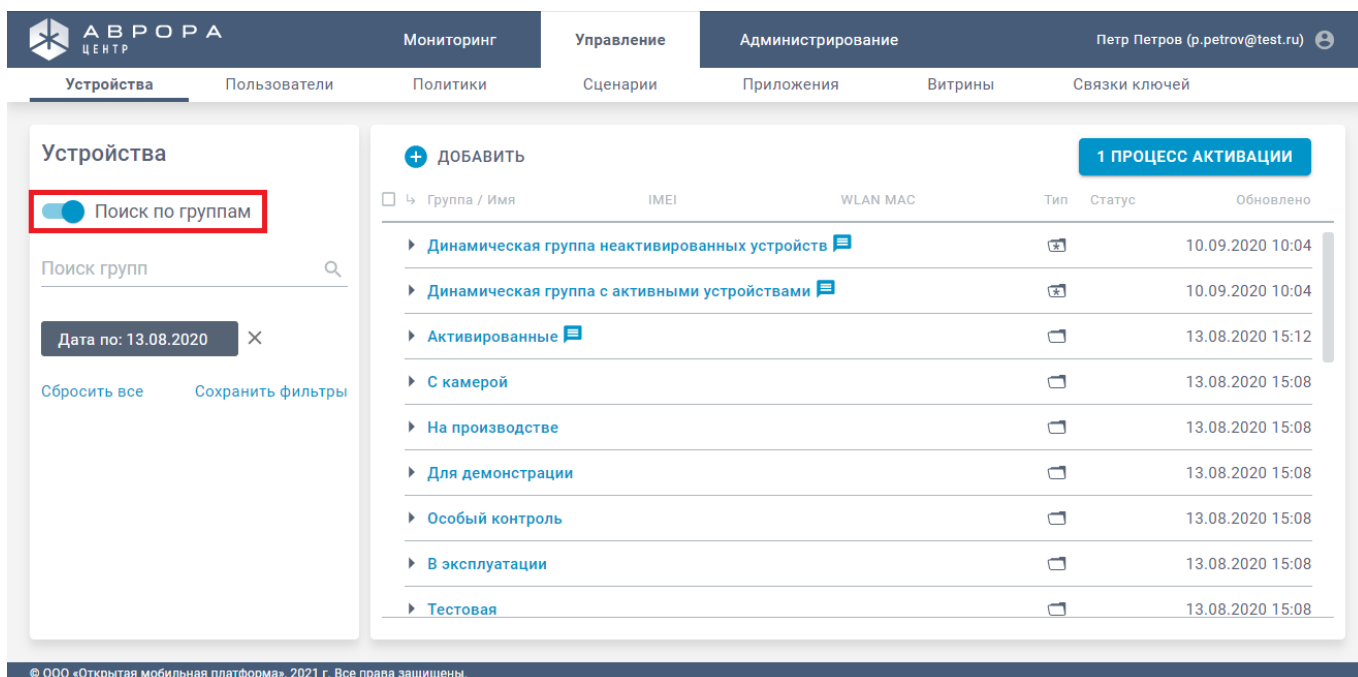 АВРОРА
ЦЕНТР
Мониторинг Управление Администрирование Петр Петров (p.petrov@test.ru)
Устройства Пользователи Политики Сценарии Приложения Витрины Связки ключей
Устройства
Поиск по группам
Поиск групп
Дата по: 13.08.2020
Сбросить все Сохранить фильтры
ДОБАВИТЬ 1 ПРОЦЕСС АКТИВАЦИИ
Группа / Имя IMEI WLAN MAC Тип Статус Обновлено
Динамическая группа неактивированных устройств 10.09.2020 10:04
Динамическая группа с активными устройствами 10.09.2020 10:04
Активированные 13.08.2020 15:12
С камерой 13.08.2020 15:08
На производстве 13.08.2020 15:08
Для демонстрации 13.08.2020 15:08
Особый контроль 13.08.2020 15:08
В эксплуатации 13.08.2020 15:08
Тестовая 13.08.2020 15:08
© ООО «Открытая мобильная платформа», 2021 г. Все права защищены.